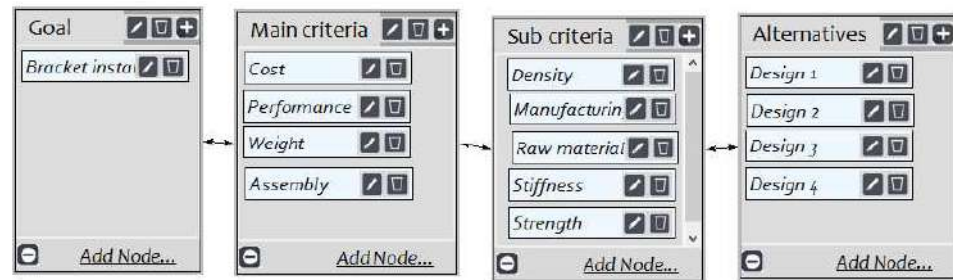 Goal
Bracket insta
Add Node...
Main criteria
Cost
Performance
Weight
Assembly
Add Node...
Sub criteria
Density
Manufacturin
Raw material
Stiffness
Strength
Add Node...
Alternatives
Design 1
Design 2
Design 3
Design 4
Add Node...